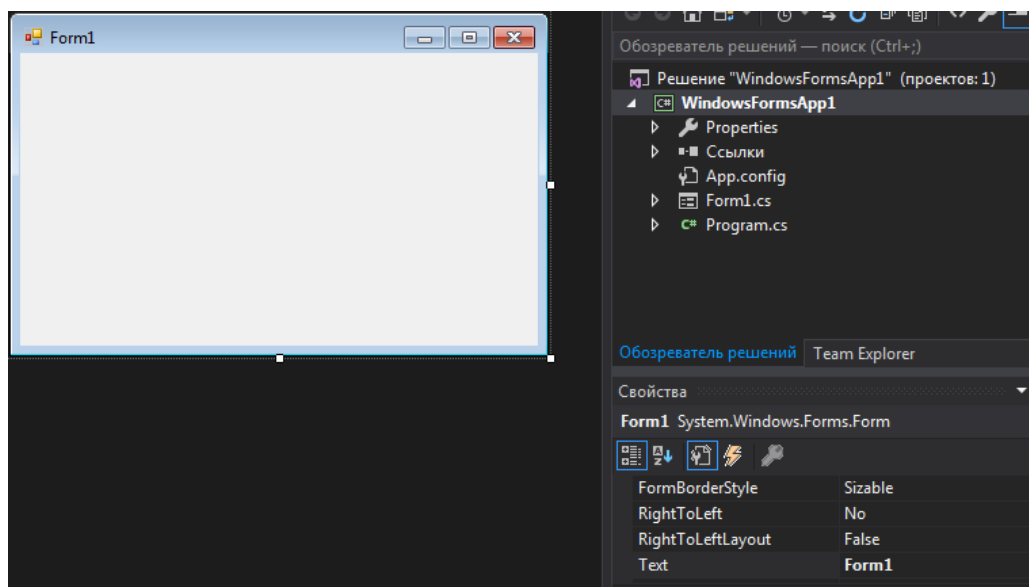 Form1
Обозреватель решений — поиск (Ctrl+;)
Решение "WindowsFormsApp1" (проектов: 1)
C# WindowsFormsApp1
Properties
Ссылки
App.config
Form1.cs
C# Program.cs
Обозреватель решений Team Explorer
Свойства
Form1 System.Windows.Forms.Form
FormBorderStyle Sizable
RightToLeft No
RightToLeftLayout False
Text Form1